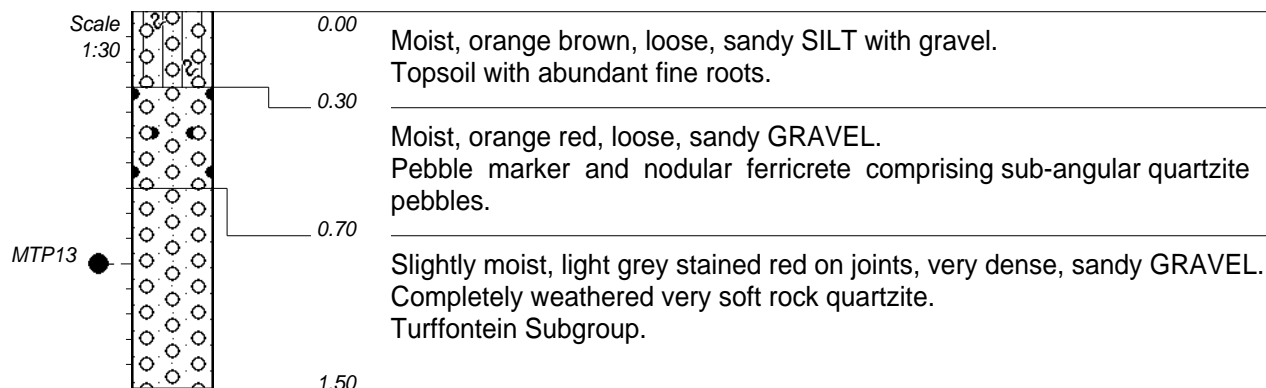 Scale
1:30
0.00
Moist, orange brown, loose, sandy SILT with gravel.
Topsoil with abundant fine roots.
0.30
Moist, orange red, loose, sandy GRAVEL.
Pebble marker and nodular ferricrete comprising sub-angular quartzite
pebbles.
0.70
MTP13
Slightly moist, light grey stained red on joints, very dense, sandy GRAVEL.
Completely weathered very soft rock quartzite.
Turffontein Subgroup.
1.50